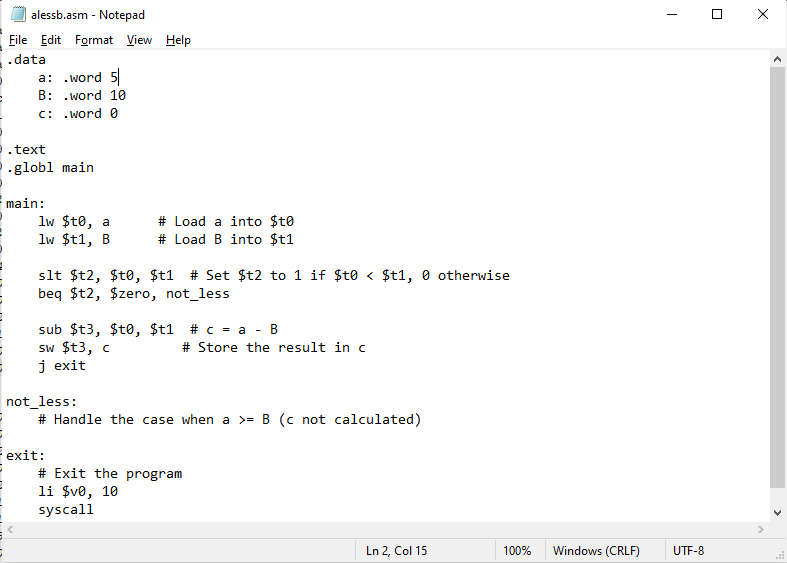 alessb.asm - Notepad
File Edit Format View Help
.data
    a: .word 5
    B: .word 10
    c: .word 0

.text
.globl main

main:
    lw $t0, a      # Load a into $t0
    lw $t1, B      # Load B into $t1

    slt $t2, $t0, $t1  # Set $t2 to 1 if $t0 < $t1, 0 otherwise
    beq $t2, $zero, not_less

    sub $t3, $t0, $t1  # c = a - B
    sw $t3, c         # Store the result in c
    j exit

not_less:
    # Handle the case when a >= B (c not calculated)

exit:
    # Exit the program
    li $v0, 10
    syscall
Ln 2, Col 15 100% Windows (CRLF) UTF-8